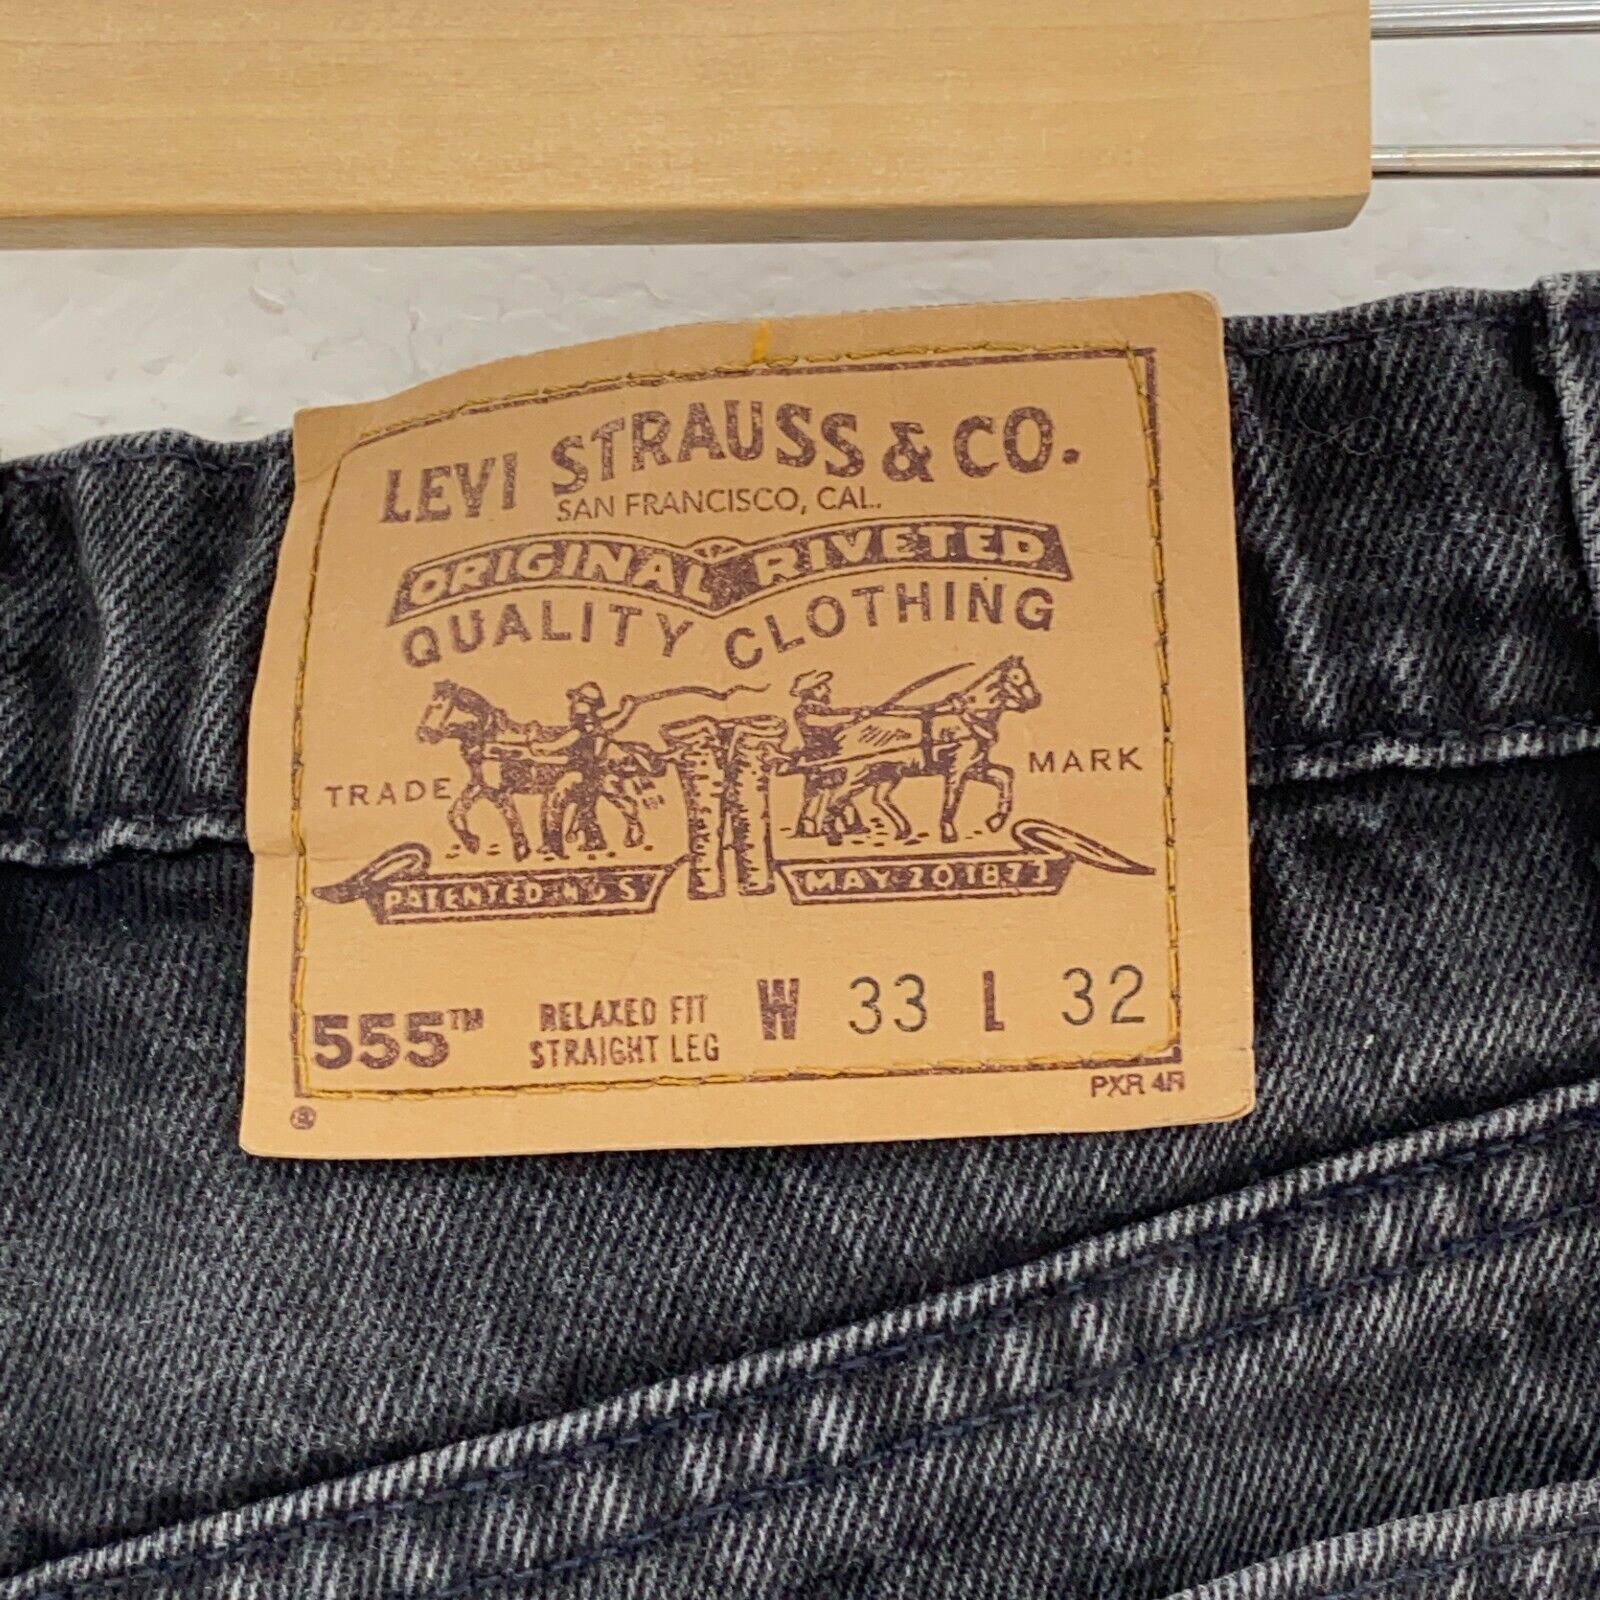 LEVI STRAUSS & CO.
SAN FRANCISCO, CAL.
ORIGINAL RIVETED
QUALITY CLOTHING
TRADE MARK
PATENTED IN U S MAY 20 1873
555™ RELAXED FIT W 33 L 32
STRAIGHT LEG
PXR 4R
®